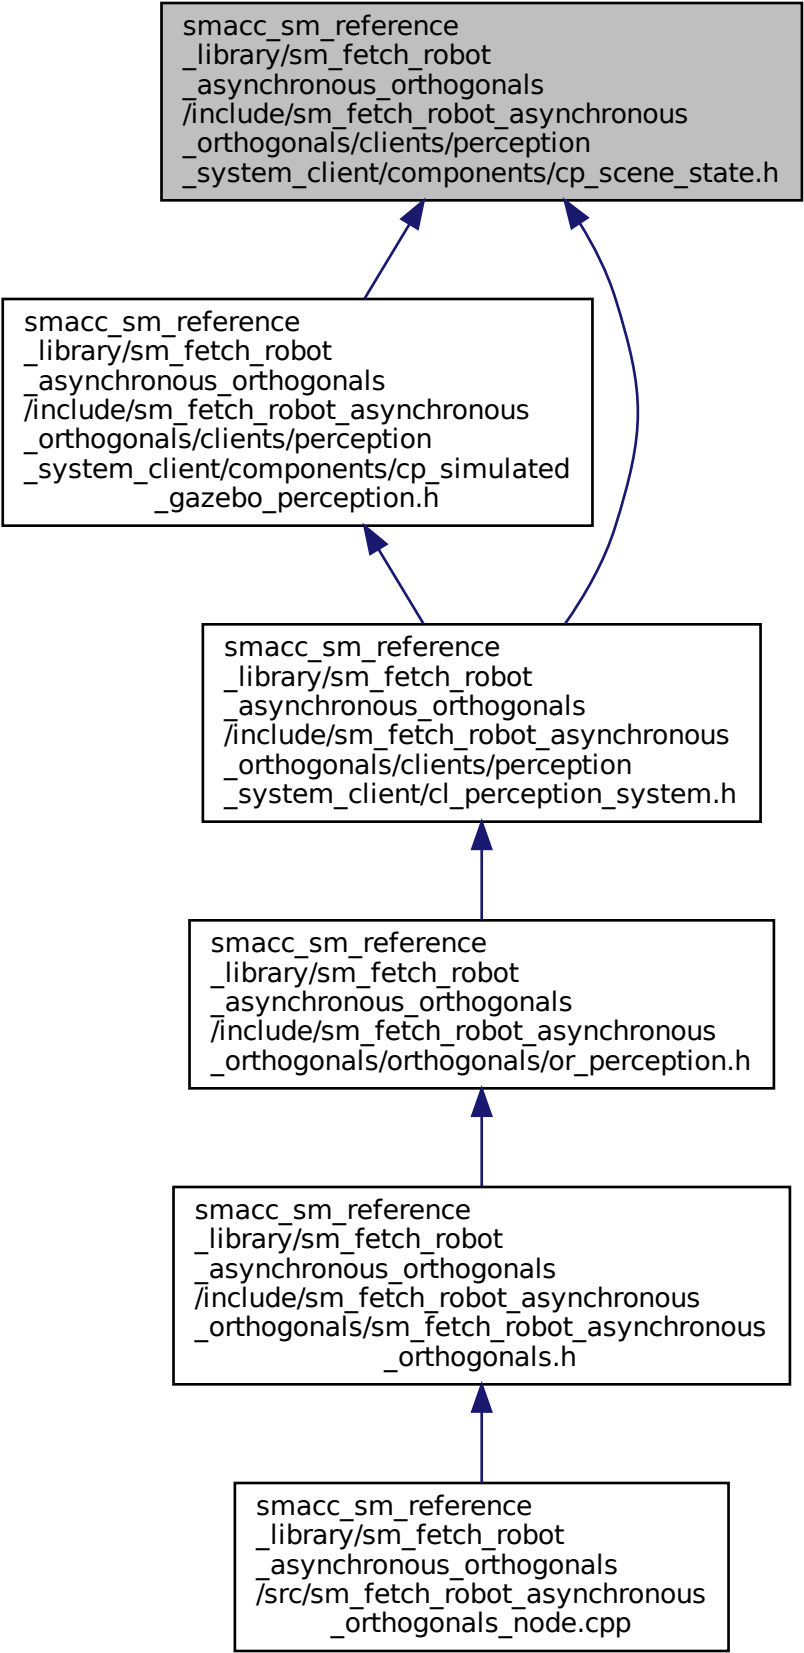 smacc_sm_reference
_library/sm_fetch_robot
_asynchronous_orthogonals
/include/sm_fetch_robot_asynchronous
_orthogonals/clients/perception
_system_client/components/cp_scene_state.h
smacc_sm_reference
_library/sm_fetch_robot
_asynchronous_orthogonals
/include/sm_fetch_robot_asynchronous
_orthogonals/clients/perception
_system_client/components/cp_simulated
_gazebo_perception.h
smacc_sm_reference
_library/sm_fetch_robot
_asynchronous_orthogonals
/include/sm_fetch_robot_asynchronous
_orthogonals/clients/perception
_system_client/cl_perception_system.h
smacc_sm_reference
_library/sm_fetch_robot
_asynchronous_orthogonals
/include/sm_fetch_robot_asynchronous
_orthogonals/orthogonals/or_perception.h
smacc_sm_reference
_library/sm_fetch_robot
_asynchronous_orthogonals
/include/sm_fetch_robot_asynchronous
_orthogonals/sm_fetch_robot_asynchronous
_orthogonals.h
smacc_sm_reference
_library/sm_fetch_robot
_asynchronous_orthogonals
/src/sm_fetch_robot_asynchronous
_orthogonals_node.cpp